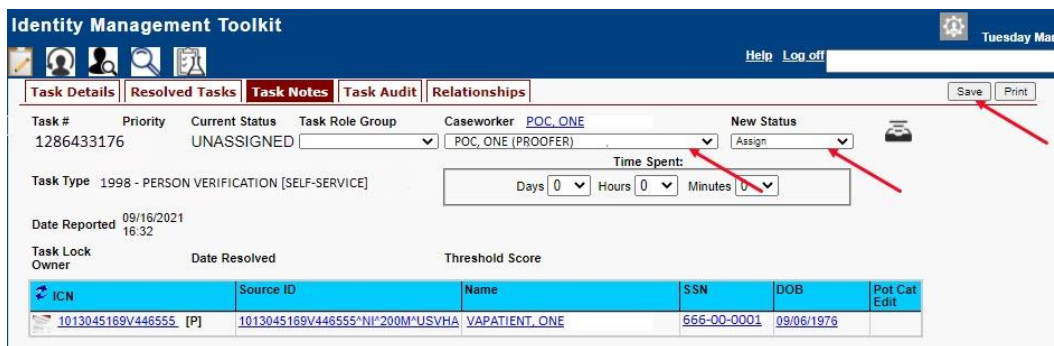 Identity Management Toolkit
Tuesday Mar
Help Log off
Task Details Resolved Tasks Task Notes Task Audit Relationships Save Print
Task # Priority Current Status Task Role Group Caseworker POC, ONE New Status
1286433176 UNASSIGNED POC, ONE (PROOFER) Assign
Time Spent:
Task Type 1998 - PERSON VERIFICATION [SELF-SERVICE] Days 0 Hours 0 Minutes 0
Date Reported 09/16/2021
16:32
Task Lock
Owner Date Resolved Threshold Score
ICN Source ID Name SSN DOB Pot Cat
Edit
1013045169V446555 [P] 1013045169V446555^NI^200M^USVHA VAPATIENT, ONE 666-00-0001 09/06/1976